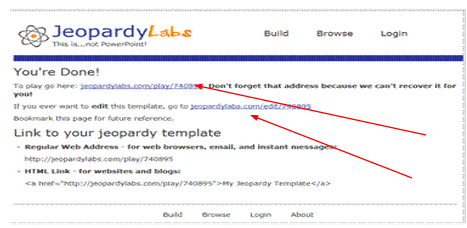 JeopardyLabs
This is...not PowerPoint!
Build Browse Login
You're Done!
To play go here: jeopardylabs.com/play/740895 Don't forget that address because we can't recover it for
you!
If you ever want to edit this template, go to jeopardylabs.com/edit/740895
Bookmark this page for future reference.
Link to your jeopardy template
- Regular Web Address - for web browsers, email, and instant messages:
http://jeopardylabs.com/play/740895
- HTML Link - for websites and blogs:
<a href="http://jeopardylabs.com/play/740895">My Jeopardy Template</a>
Build Browse Login About